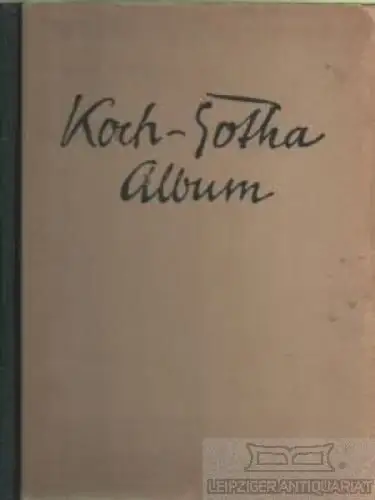 Koch-Gotha
Album
LEIPZIGER ANTIQUARIAT